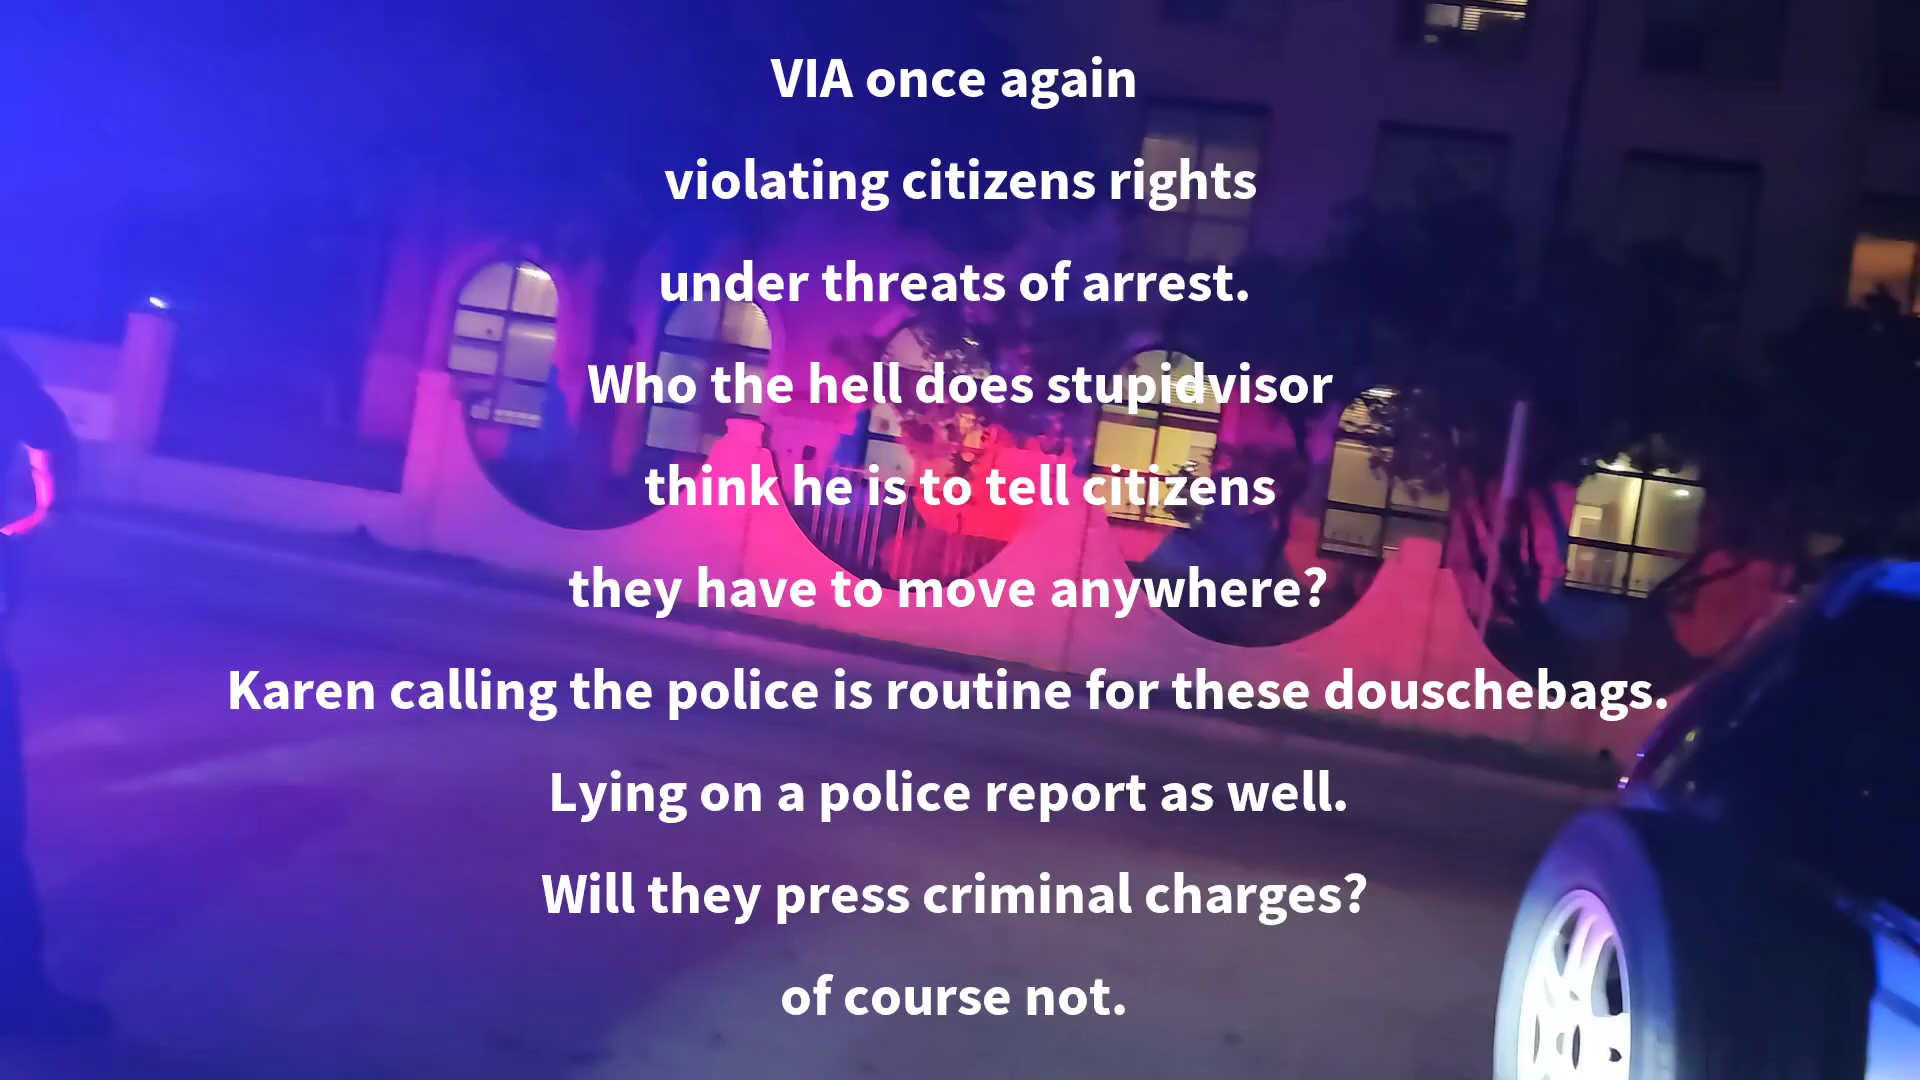 VIA once again
violating citizens rights
under threats of arrest.
Who the hell does stupidvisor
think he is to tell citizens
they have to move anywhere?
Karen calling the police is routine for these douschebags.
Lying on a police report as well.
Will they press criminal charges?
of course not.